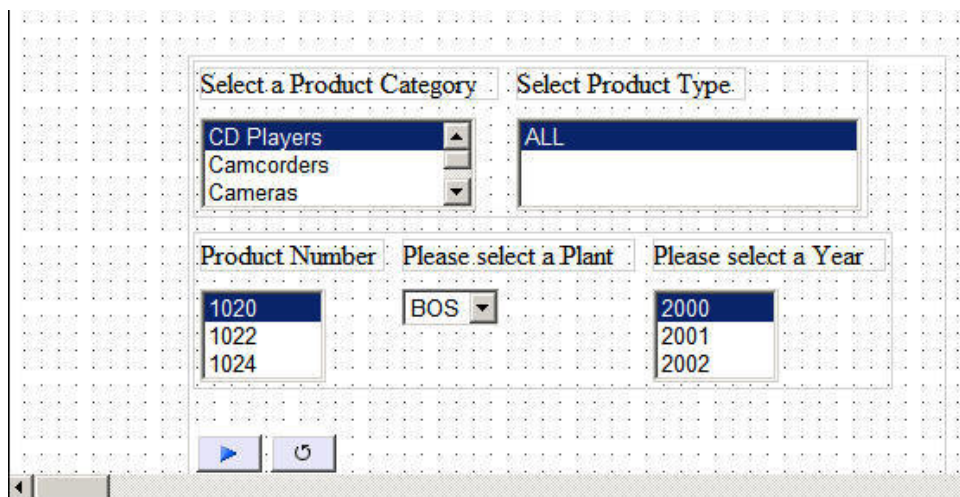 Select a Product Category
Select Product Type
CD Players
Camcorders
Cameras
ALL
Product Number
Please select a Plant
Please select a Year
1020
1022
1024
BOS
2000
2001
2002